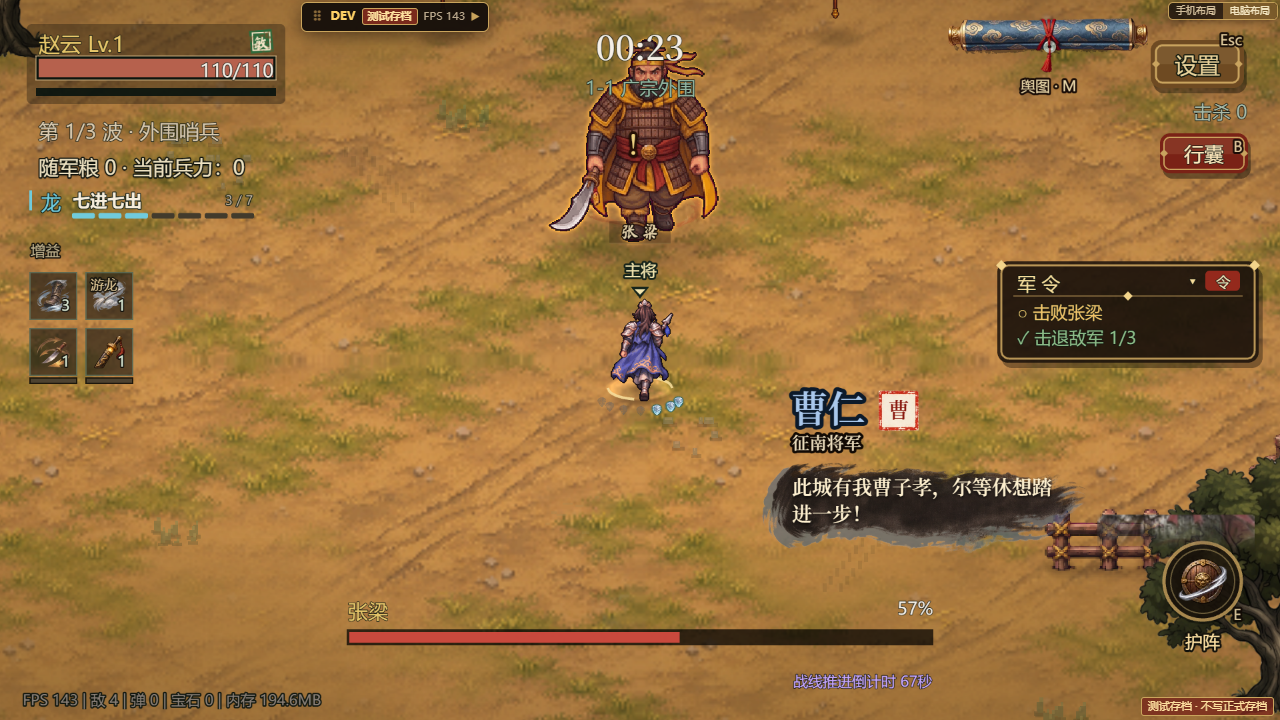 DEV 测试存档 FPS 143
手机布局 电脑布局
赵云 Lv.1 敏
110/110
00:23
1-1 广宗外围
舆图·M
Esc
设置
击杀 0
行囊 B
第 1/3 波 · 外围哨兵
随军粮 0 · 当前兵力: 0
龙 七进七出 3/7
增益
3
游龙 1
1
1
!
张 梁
主将
军 令 令
击败张梁
✓ 击退敌军 1/3
曹仁 曹
征南将军
此城有我曹子孝，尔等休想踏
进一步！
张梁 57%
E
护阵
战线推进倒计时 67秒
FPS 143 | 敌 4 | 弹 0 | 宝石 0 | 内存 194.6MB
测试存档 · 不写正式存档